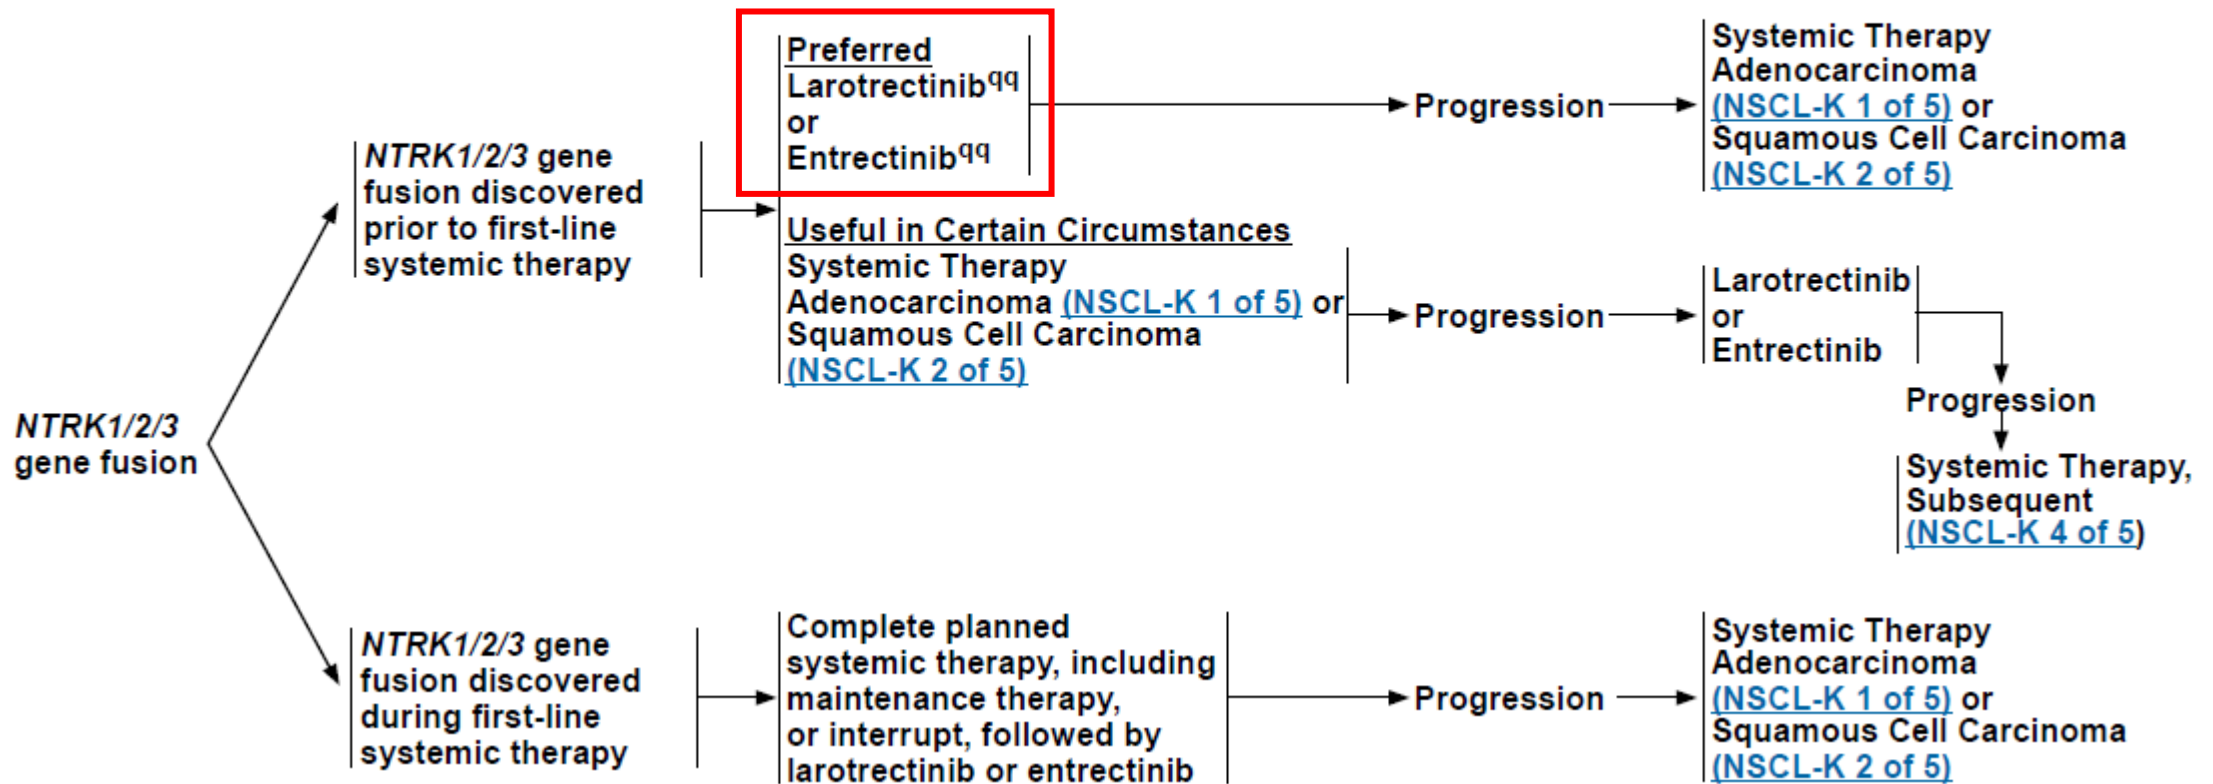 NTRK1/2/3
gene fusion
NTRK1/2/3 gene
fusion discovered
prior to first-line
systemic therapy
Preferred
Larotrectinibqq
or
Entrectinibqq
Progression
Systemic Therapy
Adenocarcinoma
(NSCL-K 1 of 5) or
Squamous Cell Carcinoma
(NSCL-K 2 of 5)
Useful in Certain Circumstances
Systemic Therapy
Adenocarcinoma (NSCL-K 1 of 5) or
Squamous Cell Carcinoma
(NSCL-K 2 of 5)
Progression
Larotrectinib
or
Entrectinib
Progression
Systemic Therapy,
Subsequent
(NSCL-K 4 of 5)
NTRK1/2/3 gene
fusion discovered
during first-line
systemic therapy
Complete planned
systemic therapy, including
maintenance therapy,
or interrupt, followed by
larotrectinib or entrectinib
Progression
Systemic Therapy
Adenocarcinoma
(NSCL-K 1 of 5) or
Squamous Cell Carcinoma
(NSCL-K 2 of 5)